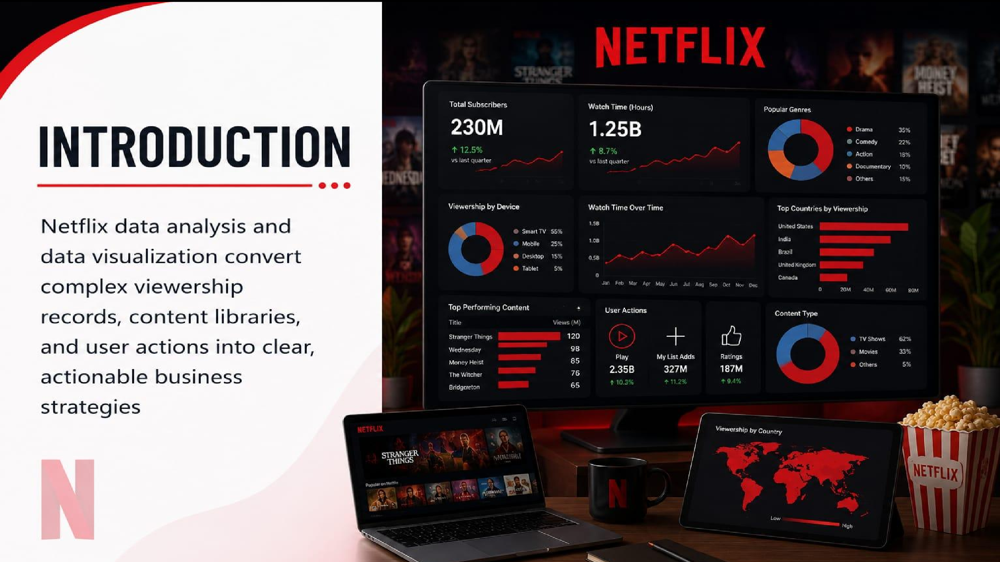 INTRODUCTION
Netflix data analysis and
data visualization convert
complex viewership
records, content libraries,
and user actions into clear,
actionable business
strategies
N
NETFLIX
STRANGER
THINGS
MONEY
HEIST
Total Subscribers
230M
↑ 12.5%
vs last quarter
Watch Time (Hours)
1.25B
↑ 8.7%
vs last quarter
Popular Genres
Drama 35%
Comedy 22%
Action 18%
Documentary 10%
Others 15%
Viewership by Device
Smart TV 55%
Mobile 25%
Desktop 15%
Tablet 5%
Watch Time Over Time
1.5B
1.0B
0.5B
0
Jan Feb Mar Apr May Jun Jul Aug Sep Oct Nov Dec
Top Countries by Viewership
United States
India
Brazil
United Kingdom
Canada
0 20M 40M 60M 80M
Top Performing Content
Title Views (M)
Stranger Things 120
Wednesday 98
Money Heist 85
The Witcher 76
Bridgcreton 65
User Actions
Play
2.35B
↑ 10.3%
My List Adds
327M
↑ 11.2%
Ratings
187M
↑ 9.4%
Content Type
TV Shows 62%
Movies 33%
Others 5%
NETFLIX
STRANGER
THINGS
Popular on Netflix
N
Viewership by Country
Low High
NETFLIX